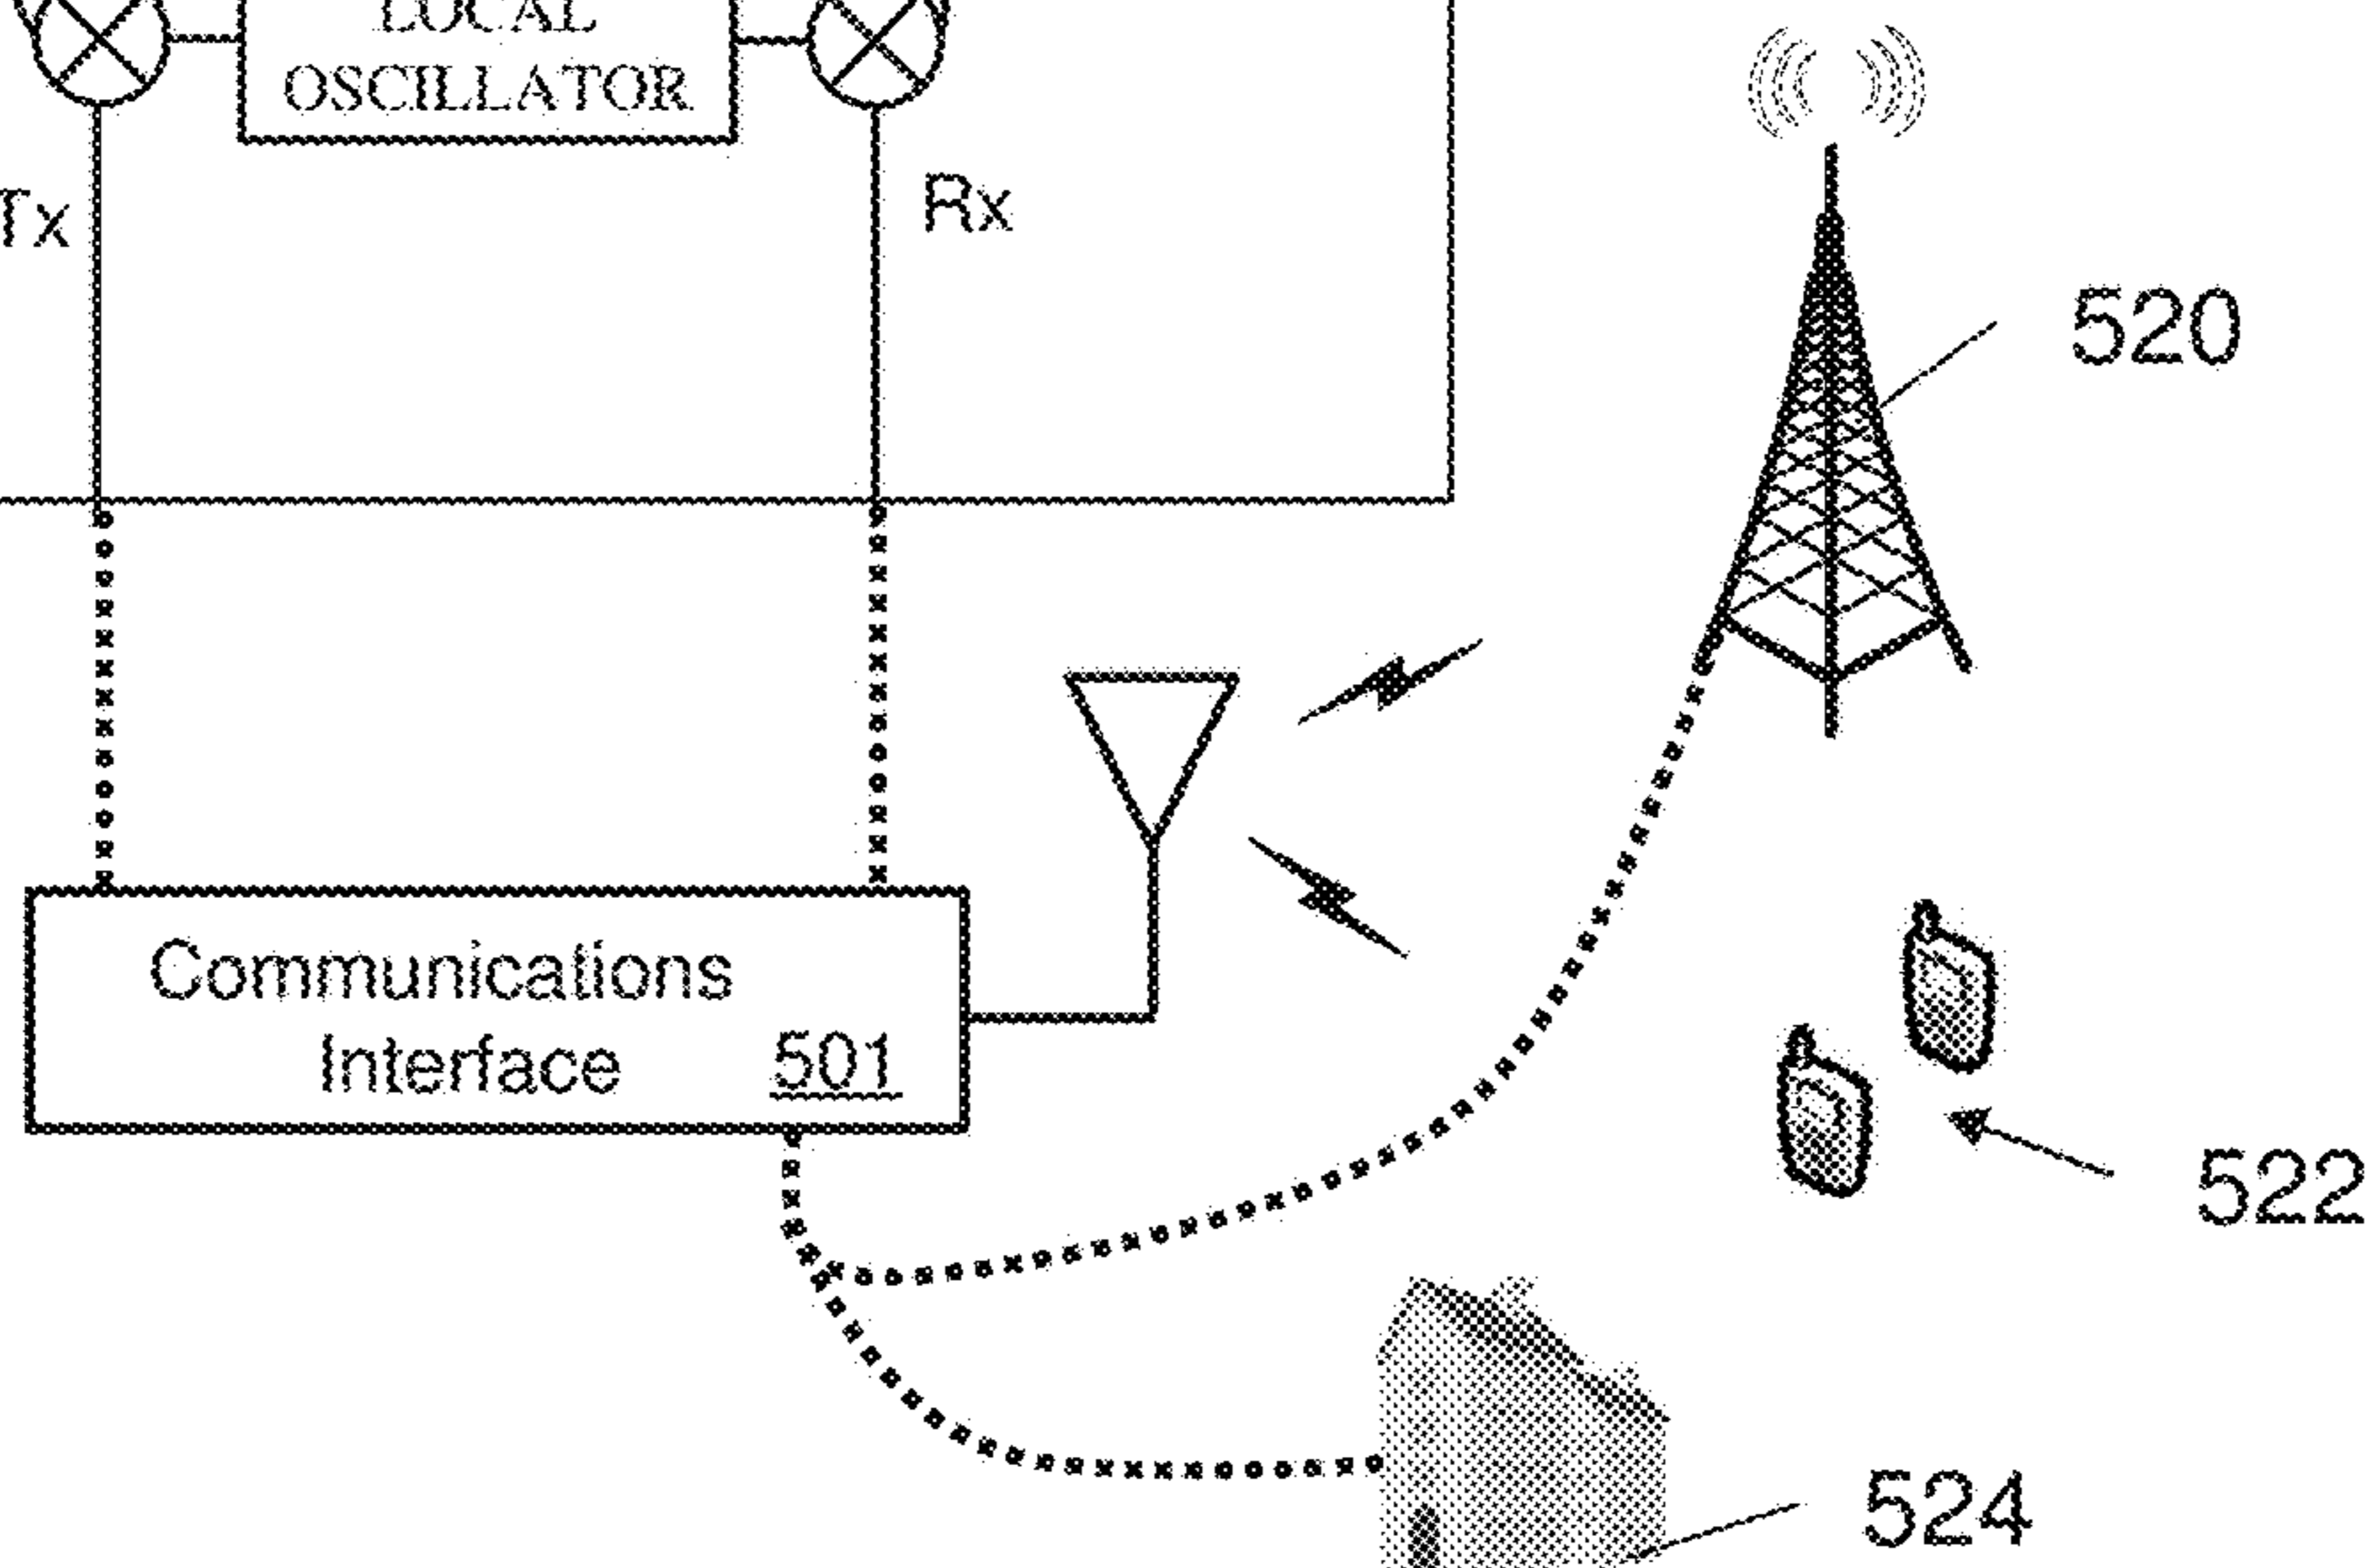 LOCAL
OSCILLATOR
Tx
Rx
520
Communications
Interface 501
522
524